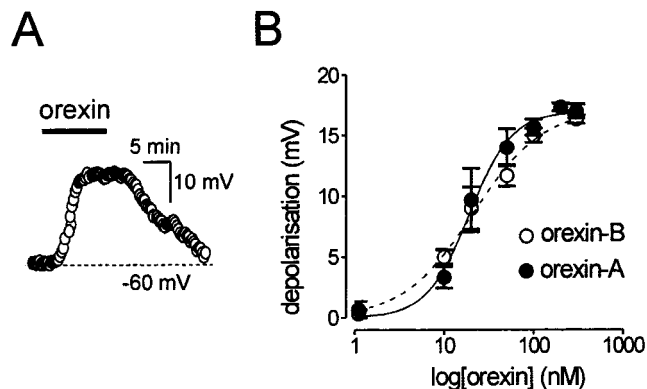 A
orexin
5 min
10 mV
-60 mV
B
20
15
10
5
0
depolarisation (mV)
orexin-B
orexin-A
1 10 100 1000
log[orexin] (nM)